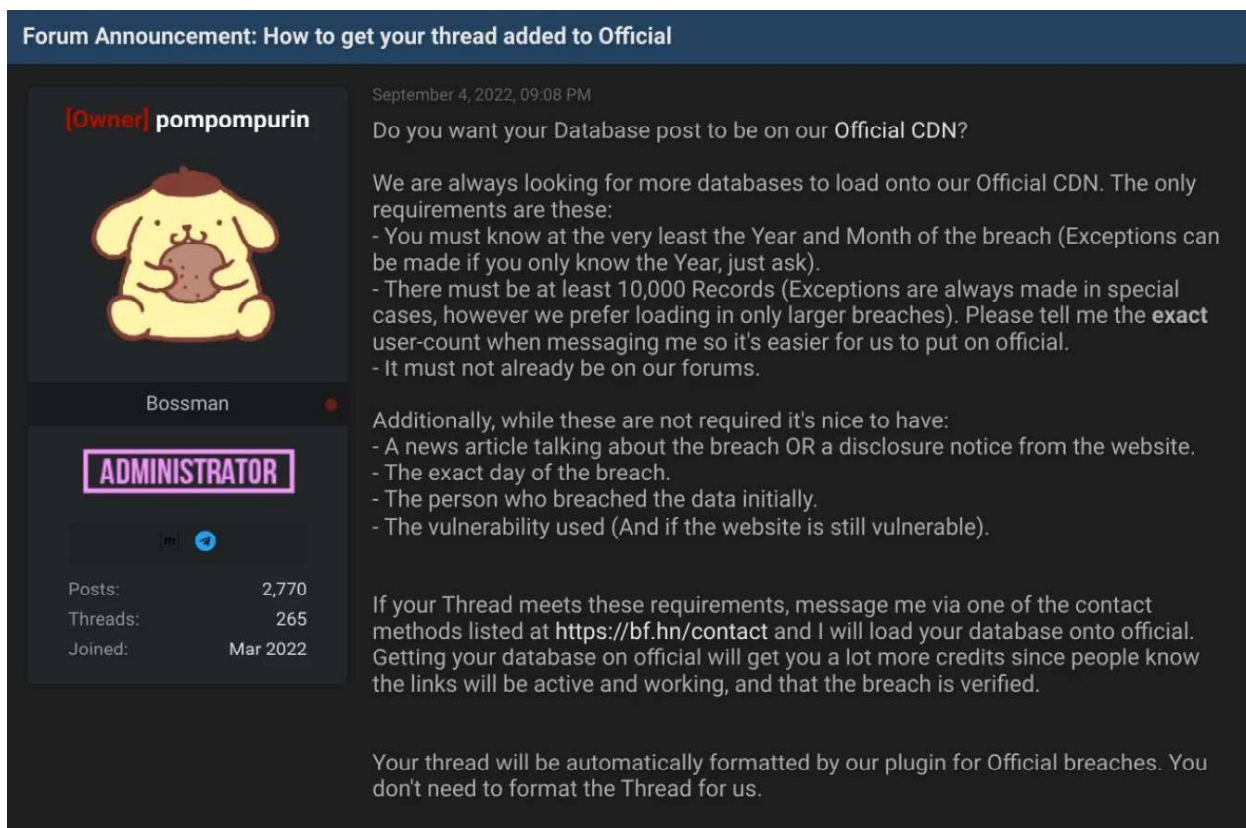 Forum Announcement: How to get your thread added to Official
[Owner] pompompurin
Bossman
ADMINISTRATOR
[m]
Posts: 2,770
Threads: 265
Joined: Mar 2022
September 4, 2022, 09:08 PM
Do you want your Database post to be on our Official CDN?
We are always looking for more databases to load onto our Official CDN. The only
requirements are these:
- You must know at the very least the Year and Month of the breach (Exceptions can
be made if you only know the Year, just ask).
- There must be at least 10,000 Records (Exceptions are always made in special
cases, however we prefer loading in only larger breaches). Please tell me the exact
user-count when messaging me so it's easier for us to put on official.
- It must not already be on our forums.
Additionally, while these are not required it's nice to have:
- A news article talking about the breach OR a disclosure notice from the website.
- The exact day of the breach.
- The person who breached the data initially.
- The vulnerability used (And if the website is still vulnerable).
If your Thread meets these requirements, message me via one of the contact
methods listed at https://bf.hn/contact and I will load your database onto official.
Getting your database on official will get you a lot more credits since people know
the links will be active and working, and that the breach is verified.
Your thread will be automatically formatted by our plugin for Official breaches. You
don't need to format the Thread for us.